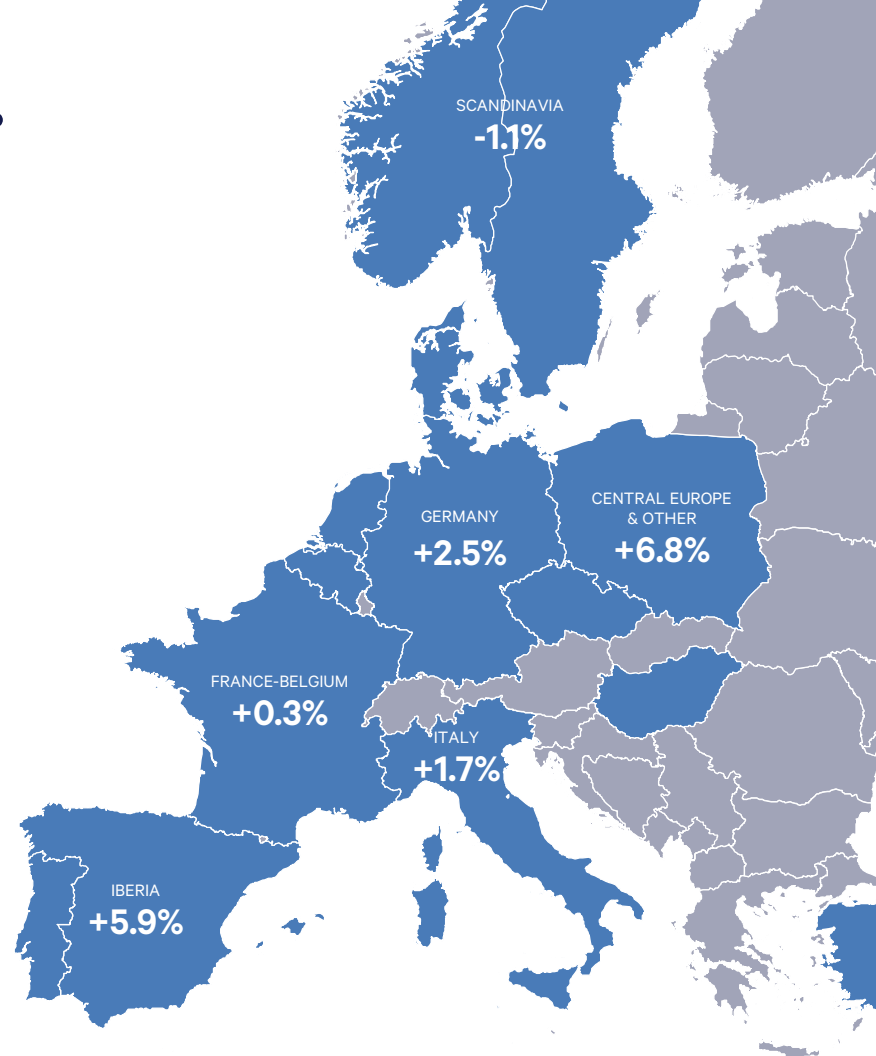 SCANDINAVIA
-1.1%
CENTRAL EUROPE
& OTHER
+6.8%
GERMANY
+2.5%
FRANCE-BELGIUM
+0.3%
ITALY
+1.7%
IBERIA
+5.9%